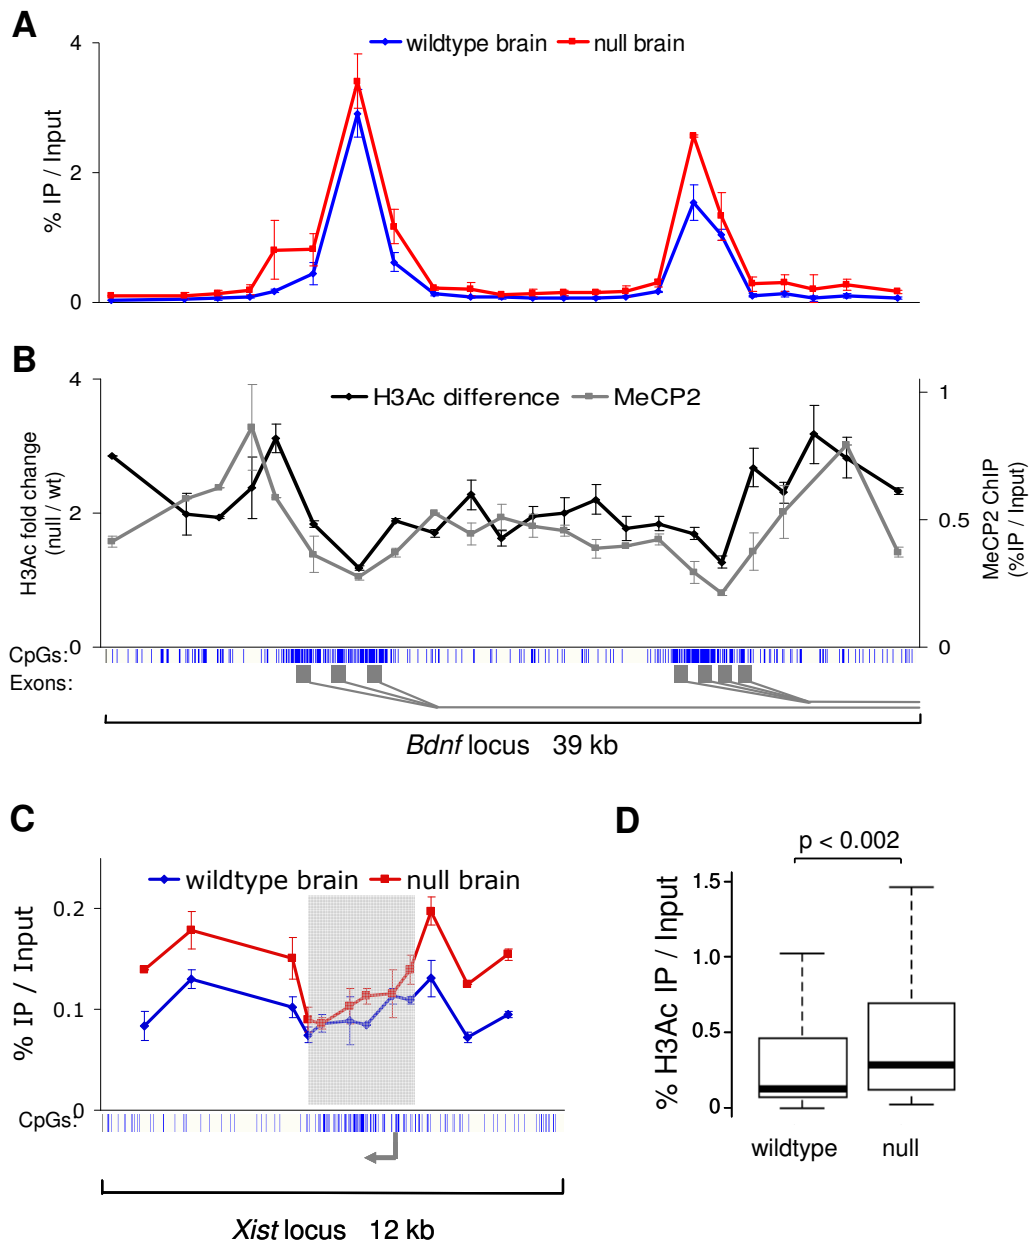 A
wildtype brain null brain
% IP / Input
4
2
0
B
H3Ac difference MeCP2
H3Ac fold change
(null / wt)
4
2
0
1
0.5
0
MeCP2 ChIP
(%IP / Input)
CpGs:
Exons:
Bdnf locus 39 kb
C
wildtype brain null brain
% IP / Input
0.2
0.1
0
CpGs:
Xist locus 12 kb
D
p < 0.002
% H3Ac IP / Input
1.5
1.0
0.5
0
wildtype null